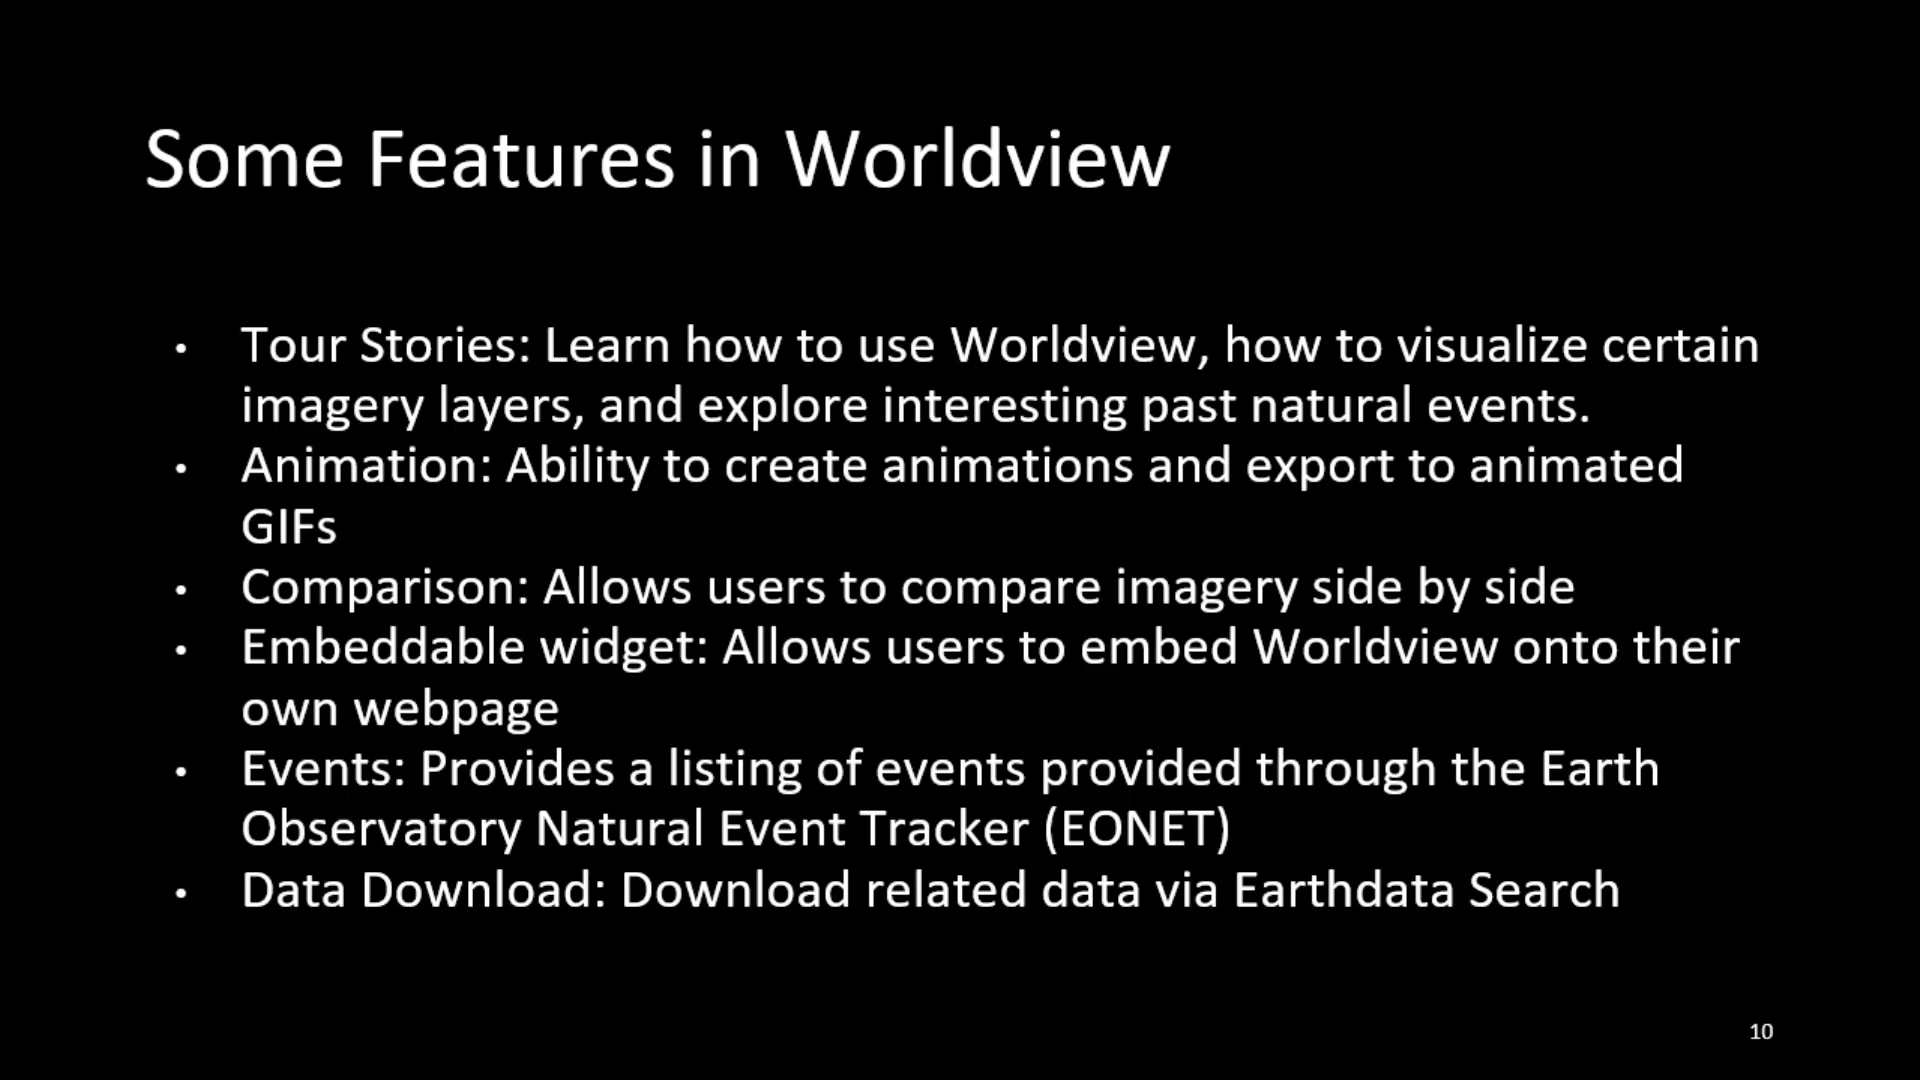 Some Features in Worldview
• Tour Stories: Learn how to use Worldview, how to visualize certain
imagery layers, and explore interesting past natural events.
• Animation: Ability to create animations and export to animated
GIFs
• Comparison: Allows users to compare imagery side by side
• Embeddable widget: Allows users to embed Worldview onto their
own webpage
• Events: Provides a listing of events provided through the Earth
Observatory Natural Event Tracker (EONET)
• Data Download: Download related data via Earthdata Search
10